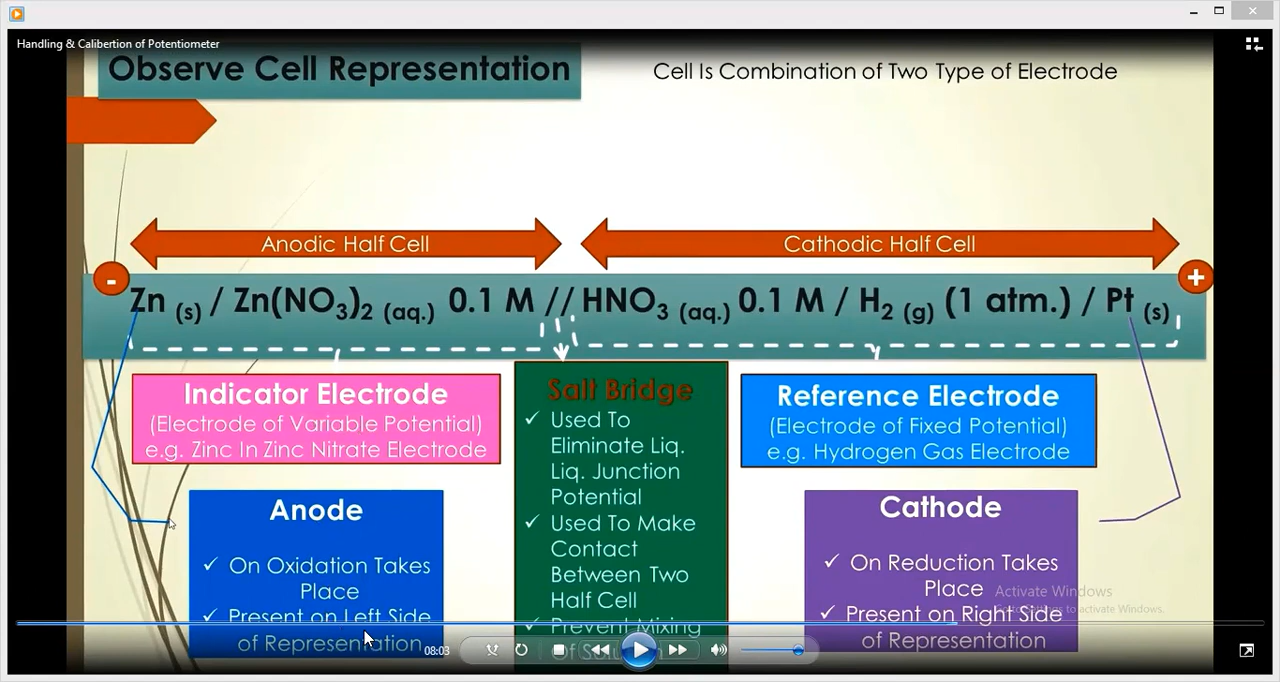 Handling & Calibertion of Potentiometer
Observe Cell Representation
Cell Is Combination of Two Type of Electrode
Anodic Half Cell
Cathodic Half Cell
-
+
Zn (s) / Zn(NO3)2 (aq.) 0.1 M // HNO3 (aq.) 0.1 M / H2 (g) (1 atm.) / Pt (s)
Indicator Electrode
(Electrode of Variable Potential)
e.g. Zinc In Zinc Nitrate Electrode
Salt Bridge
✓ Used To
Eliminate Liq.
Liq. Junction
Potential
✓ Used To Make
Contact
Between Two
Half Cell
✓ Prevent Mixing
Reference Electrode
(Electrode of Fixed Potential)
e.g. Hydrogen Gas Electrode
Anode
✓ On Oxidation Takes
Place
✓ Present on Left Side
of Representation
Cathode
✓ On Reduction Takes
Place
✓ Present on Right Side
of Representation
Activate Windows
to activate Windows.
08:03